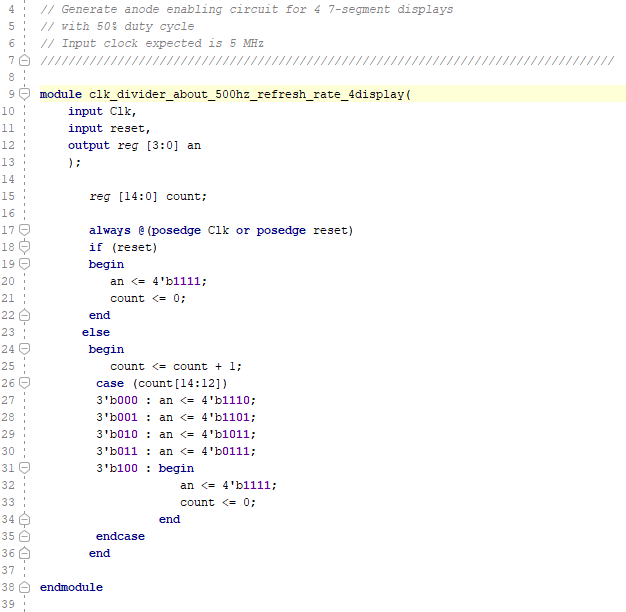 4 // Generate anode enabling circuit for 4 7-segment displays
5 // with 50% duty cycle
6 // Input clock expected is 5 MHz
7 //////////////////////////////////////////////////////////////////////////////////
8
9 module clk_divider_about_500hz_refresh_rate_4display(
10 input Clk,
11 input reset,
12 output reg [3:0] an
13 );
14
15 reg [14:0] count;
16
17 always @(posedge Clk or posedge reset)
18 if (reset)
19 begin
20 an <= 4'b1111;
21 count <= 0;
22 end
23 else
24 begin
25 count <= count + 1;
26 case (count[14:12])
27 3'b000 : an <= 4'b1110;
28 3'b001 : an <= 4'b1101;
29 3'b010 : an <= 4'b1011;
30 3'b011 : an <= 4'b0111;
31 3'b100 : begin
32 an <= 4'b1111;
33 count <= 0;
34 end
35 endcase
36 end
37
38 endmodule
39